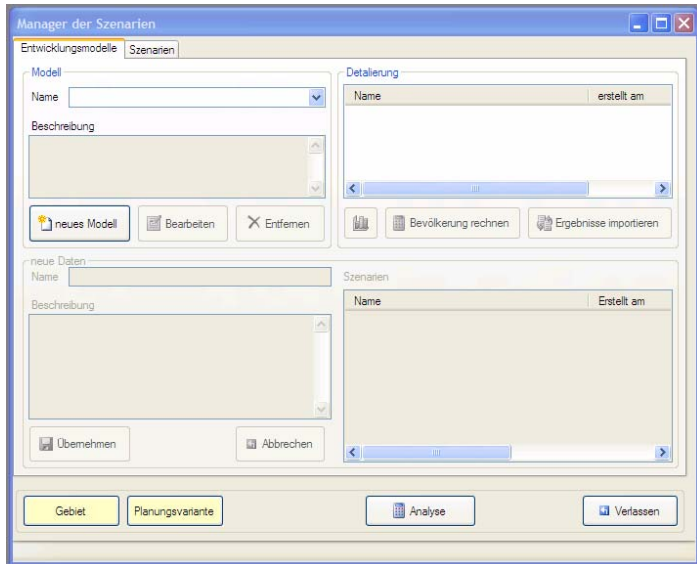 Manager der Szenarien
Entwicklungsmodelle Szenarien
Modell
Name
Beschreibung
neues Modell Bearbeiten Entfernen
Detalierung
Name erstellt am
Bevölkerung rechnen Ergebnisse importieren
neue Daten
Name
Beschreibung
Übernehmen Abbrechen
Szenarien
Name Erstellt am
Gebiet Planungsvariante Analyse Verlassen